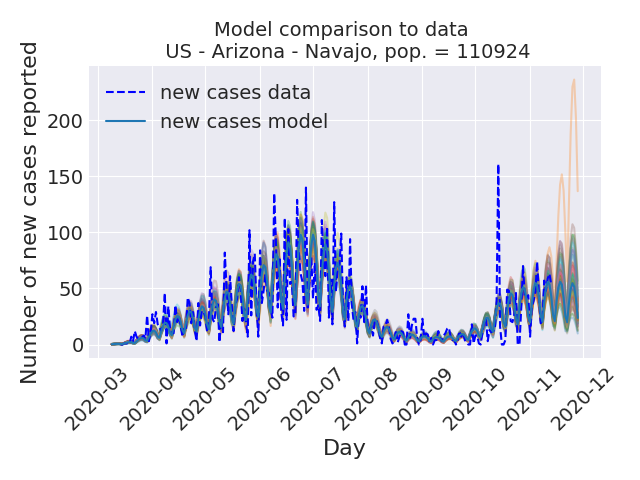 Model comparison to data
US - Arizona - Navajo, pop. = 110924
new cases data
new cases model
Number of new cases reported
200
150
100
50
0
2020-03
2020-04
2020-05
2020-06
2020-07
2020-08
2020-09
2020-10
2020-11
2020-12
Day